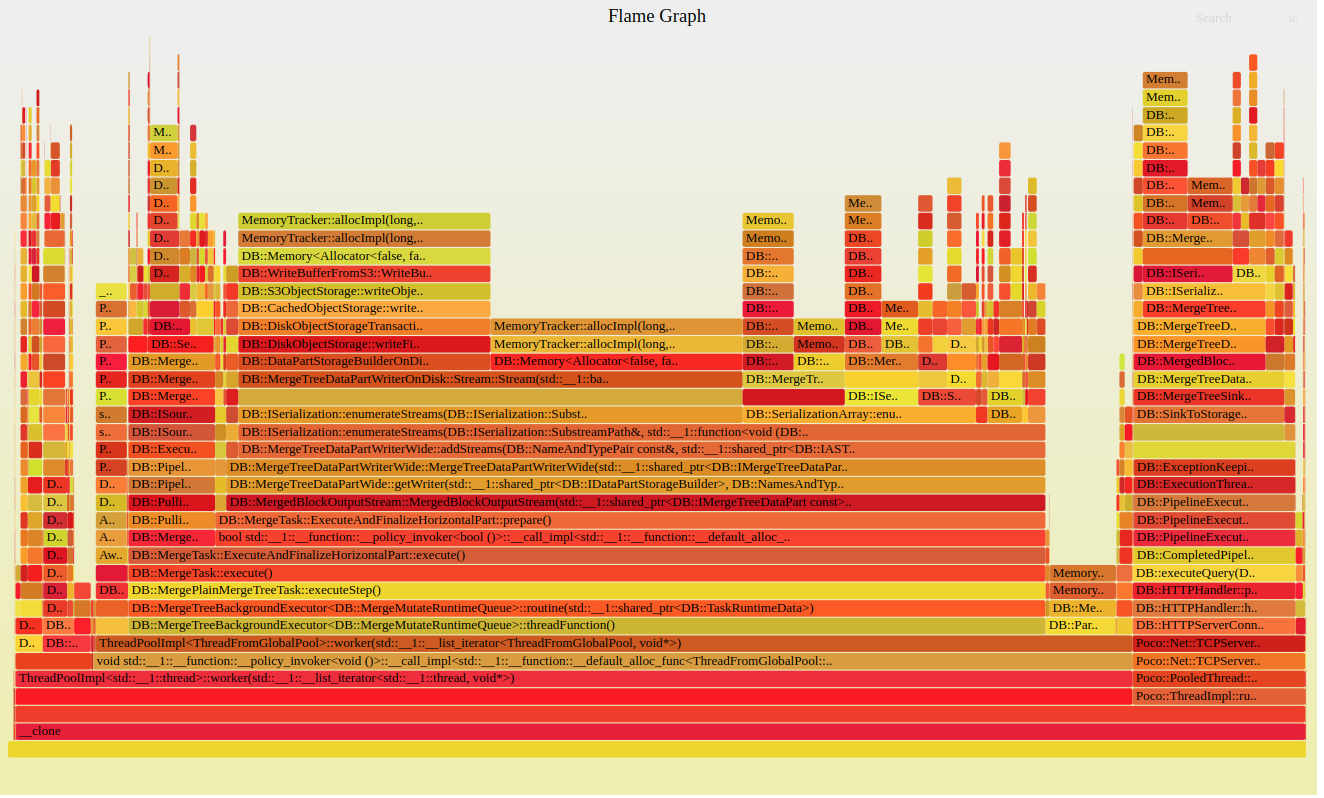 Flame Graph
Search ic
Mem..
M.. Mem..
M.. DB:..
D.. DB:..
D.. DB:..
D.. DB:..
D.. DB:.. Mem..
D.. Me.. DB:.. Mem..
D.. MemoryTracker::allocImpl(long,.. Memo.. Me.. DB:.. DB:..
D.. MemoryTracker::allocImpl(long,.. Memo.. DB.. DB::Merge..
D.. DB::Memory<Allocator<false, fa.. DB::.. DB..
D.. DB::WriteBufferFromS3::WriteBu.. DB::.. DB.. DB::ISeri.. DB..
_.. DB::S3ObjectStorage::writeObje.. DB::.. DB.. DB::ISerializ..
P.. DB::CachedObjectStorage::write.. DB::.. DB.. Me.. DB::MergeTree..
P.. DB:.. DB::DiskObjectStorageTransacti.. MemoryTracker::allocImpl(long,.. DB::.. Memo.. DB.. Me.. DB::MergeTreeD..
P.. DB::Se.. DB::DiskObjectStorage::writeFi.. MemoryTracker::allocImpl(long,.. DB::.. Memo.. DB.. DB.. D.. DB::MergeTreeD..
P.. DB::Merge.. DB::DataPartStorageBuilderOnDi.. DB::Memory<Allocator<false, fa.. DB::.. DB::.. DB::Mer.. D.. DB::MergedBloc..
P.. DB::Merge.. DB::MergeTreeDataPartWriterOnDisk::Stream::Stream(std::__1::ba.. DB::MergeTr.. D.. DB::MergeTreeData..
P.. DB::Merge.. DB::ISe.. DB::S.. DB.. DB::MergeTreeSink..
s.. DB::ISour.. DB::ISerialization::enumerateStreams(DB::ISerialization::Subst.. DB::SerializationArray::enu.. DB.. DB::SinkToStorage..
s.. DB::ISour.. DB::ISerialization::enumerateStreams(DB::ISerialization::SubstreamPath&, std::__1::function<void (DB:..
P.. DB::Execu.. DB::MergeTreeDataPartWriterWide::addStreams(DB::NameAndTypePair const&, std::__1::shared_ptr<DB::IAST..
P.. DB::Pipel.. DB::MergeTreeDataPartWriterWide::MergeTreeDataPartWriterWide(std::__1::shared_ptr<DB::IMergeTreeDataPar.. DB::ExceptionKeepi..
D.. D.. DB::Pipel.. DB::MergeTreeDataPartWide::getWriter(std::__1::shared_ptr<DB::IDataPartStorageBuilder>, DB::NamesAndTyp.. DB::ExecutionThrea..
D.. D.. DB::Pulli.. DB::MergedBlockOutputStream::MergedBlockOutputStream(std::__1::shared_ptr<DB::IMergeTreeDataPart const>.. DB::PipelineExecut..
D.. A.. DB::Pulli.. DB::MergeTask::ExecuteAndFinalizeHorizontalPart::prepare() DB::PipelineExecut..
D.. A.. DB::Merge.. bool std::__1::__function::__policy_invoker<bool ()>::__call_impl<std::__1::__function::__default_alloc_.. DB::PipelineExecut..
D.. Aw.. DB::MergeTask::ExecuteAndFinalizeHorizontalPart::execute() DB::CompletedPipel..
D.. DB::MergeTask::execute() Memory.. DB::executeQuery(D..
D.. DB.. DB::MergePlainMergeTreeTask::executeStep() Memory.. DB::HTTPHandler::p..
D.. DB::MergeTreeBackgroundExecutor<DB::MergeMutateRuntimeQueue>::routine(std::__1::shared_ptr<DB::TaskRuntimeData>) DB::Me.. DB::HTTPHandler::h..
D.. DB.. DB::MergeTreeBackgroundExecutor<DB::MergeMutateRuntimeQueue>::threadFunction() DB::Par.. DB::HTTPServerConn..
D.. DB::.. ThreadPoolImpl<ThreadFromGlobalPool>::worker(std::__1::__list_iterator<ThreadFromGlobalPool, void*>) Poco::Net::TCPServer..
void std::__1::__function::__policy_invoker<void ()>::__call_impl<std::__1::__function::__default_alloc_func<ThreadFromGlobalPool::.. Poco::Net::TCPServer..
ThreadPoolImpl<std::__1::thread>::worker(std::__1::__list_iterator<std::__1::thread, void*>) Poco::PooledThread::..
Poco::ThreadImpl::ru..
__clone